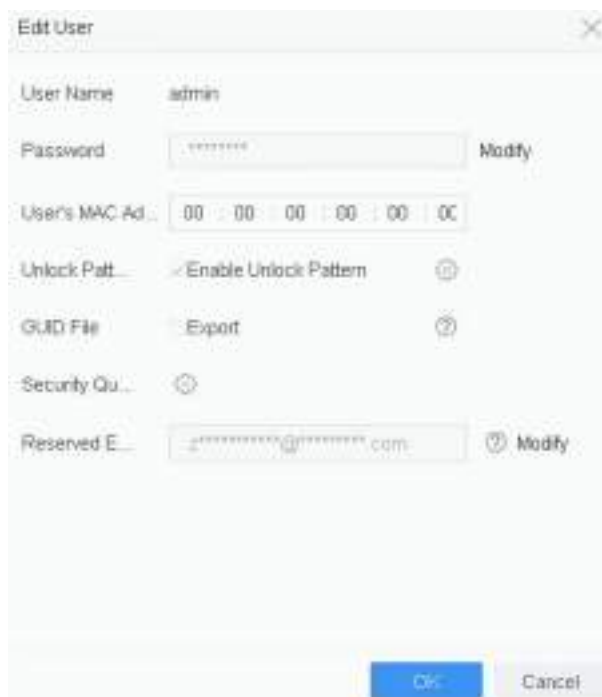 Edit User
User Name admin
Password ******** Modify
User's MAC Ad... 00 : 00 : 00 : 00 : 00 : 00
Unlock Patt... Enable Unlock Pattern
GUID File Export
Security Qu...
Reserved E... Modify
OK Cancel